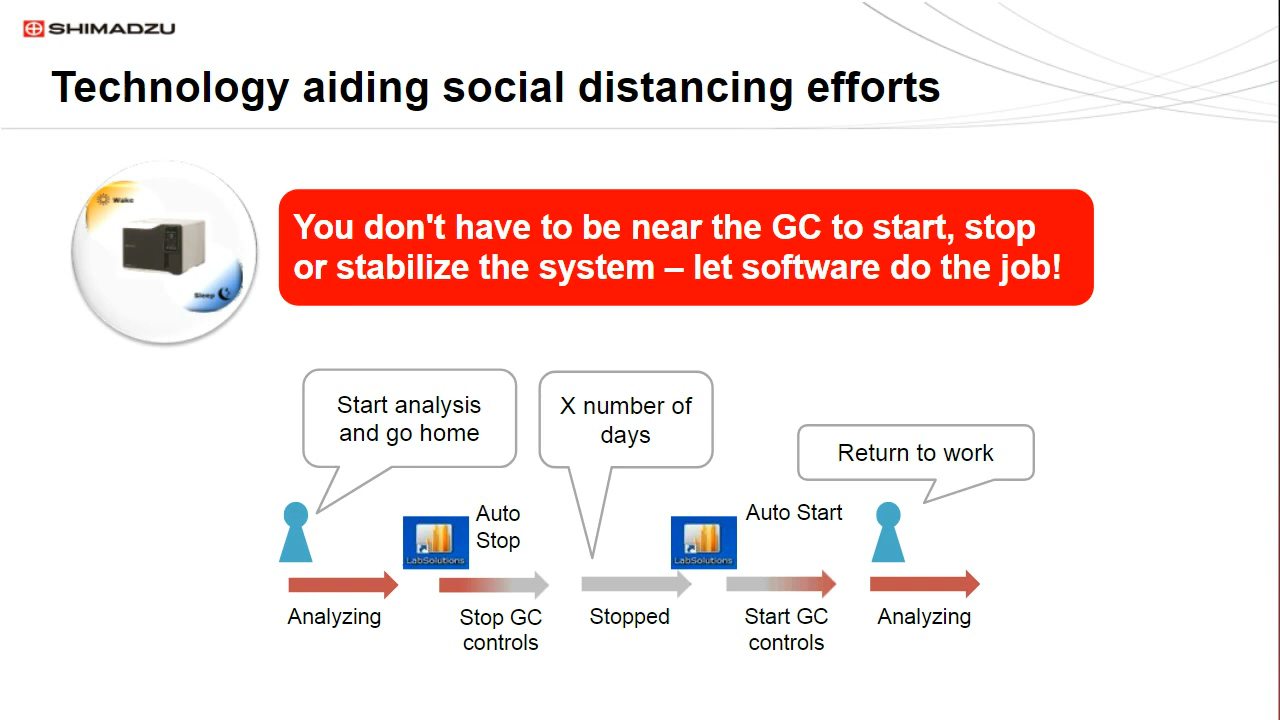 SHIMADZU
Technology aiding social distancing efforts
Wake
Sleep
You don't have to be near the GC to start, stop
or stabilize the system – let software do the job!
Start analysis
and go home
X number of
days
Return to work
Auto
Stop
Auto Start
LabSolutions
LabSolutions
Analyzing
Stop GC
controls
Stopped
Start GC
controls
Analyzing